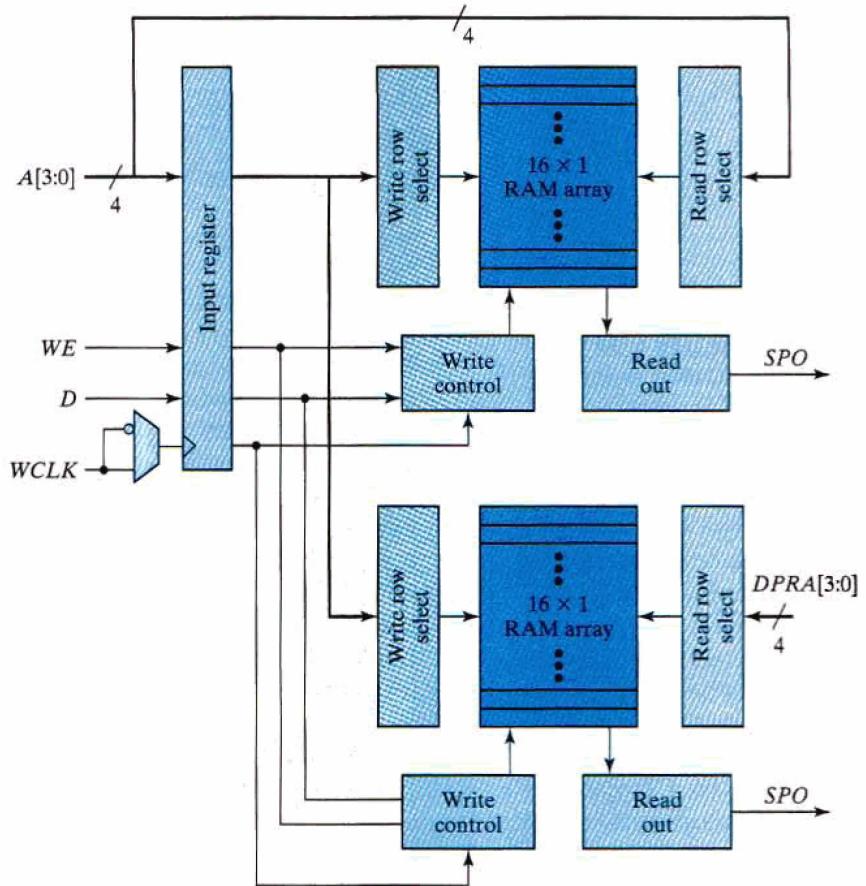 4
A[3:0]
4
Input register
Write row
select
16 × 1
RAM array
Read row
select
WE
D
WCLK
Write
control
Read
out
SPO
Write row
select
16 × 1
RAM array
Read row
select
DPRA[3:0]
4
Write
control
Read
out
SPO